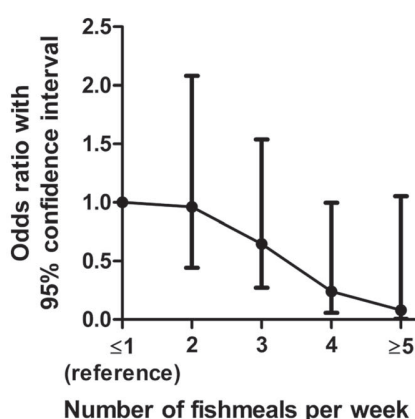 Odds ratio with
95% confidence interval
2.5
2.0
1.5
1.0
0.5
0.0
≤1 2 3 4 ≥5
(reference)
Number of fishmeals per week